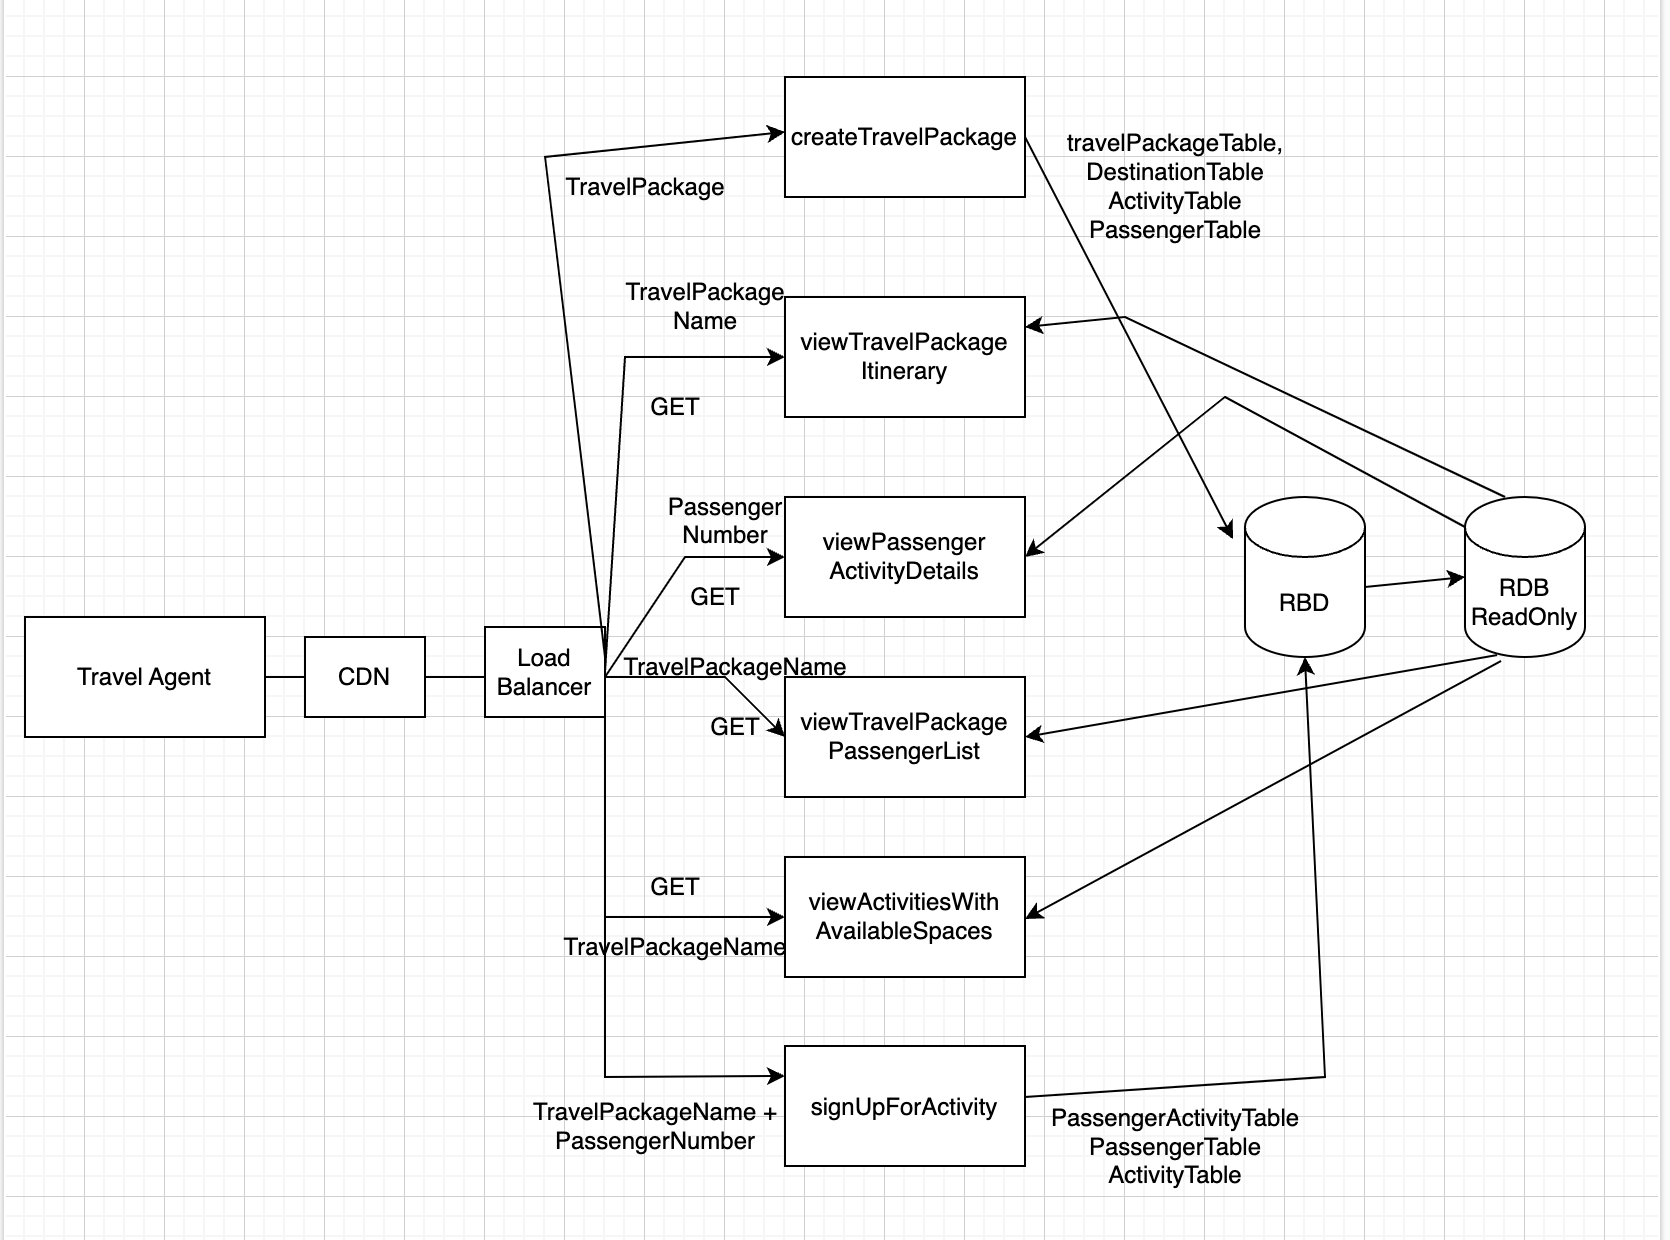 createTravelPackage
travelPackageTable,
DestinationTable
ActivityTable
PassengerTable
TravelPackage
TravelPackage
Name
viewTravelPackage
Itinerary
GET
Passenger
Number
viewPassenger
ActivityDetails
GET
RBD
RDB
ReadOnly
Travel Agent
CDN
Load
Balancer
TravelPackageName
GET
viewTravelPackage
PassengerList
GET
viewActivitiesWith
AvailableSpaces
TravelPackageName
TravelPackageName +
PassengerNumber
signUpForActivity
PassengerActivityTable
PassengerTable
ActivityTable